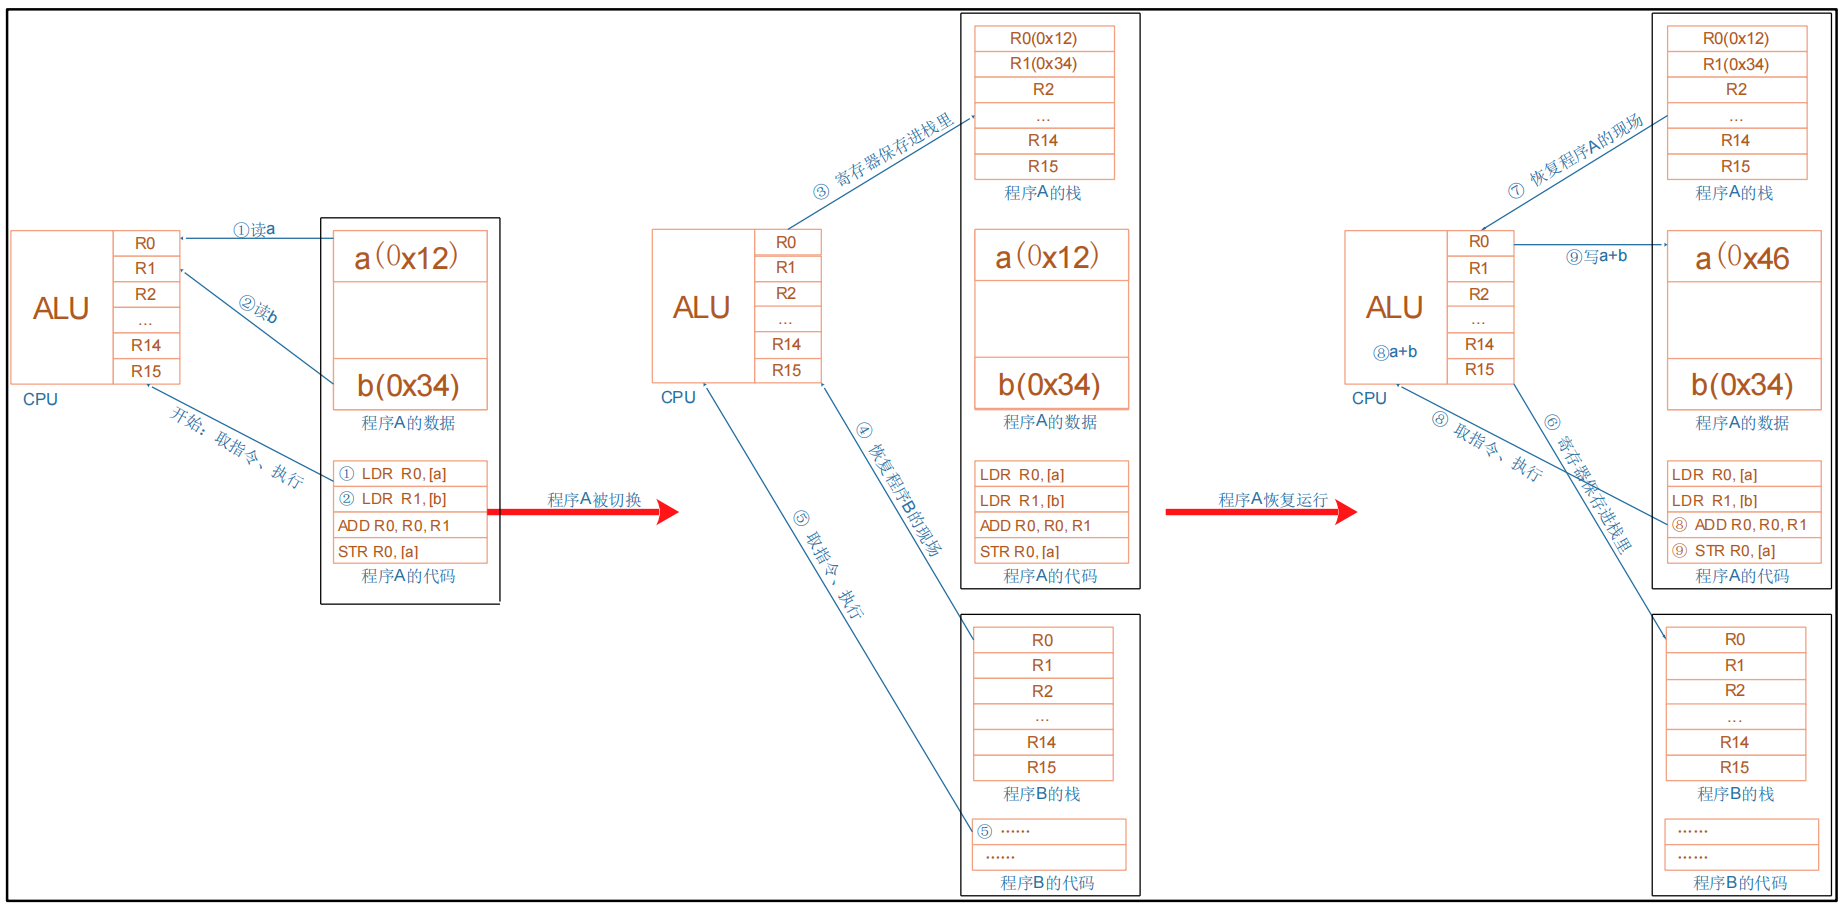 ALU
R0
R1
R2
...
R14
R15
CPU
①读a
②读b
开始：取指令、执行
a(0x12)
b(0x34)
程序A的数据
① LDR R0, [a]
② LDR R1, [b]
ADD R0, R0, R1
STR R0, [a]
程序A的代码
程序A被切换
ALU
R0
R1
R2
...
R14
R15
CPU
③ 寄存器保存进栈里
④ 恢复程序B的现场
⑤ 取指令、执行
R0(0x12)
R1(0x34)
R2
...
R14
R15
程序A的栈
a(0x12)
b(0x34)
程序A的数据
LDR R0, [a]
LDR R1, [b]
ADD R0, R0, R1
STR R0, [a]
程序A的代码
R0
R1
R2
...
R14
R15
程序B的栈
⑤ ······
······
程序B的代码
程序A恢复运行
ALU
⑧a+b
R0
R1
R2
...
R14
R15
CPU
⑦ 恢复程序A的现场
⑨写a+b
⑧ 取指令、执行
⑥ 寄存器保存进栈里
R0(0x12)
R1(0x34)
R2
...
R14
R15
程序A的栈
a(0x46
b(0x34)
程序A的数据
LDR R0, [a]
LDR R1, [b]
⑧ ADD R0, R0, R1
⑨ STR R0, [a]
程序A的代码
R0
R1
R2
...
R14
R15
程序B的栈
······
······
程序B的代码